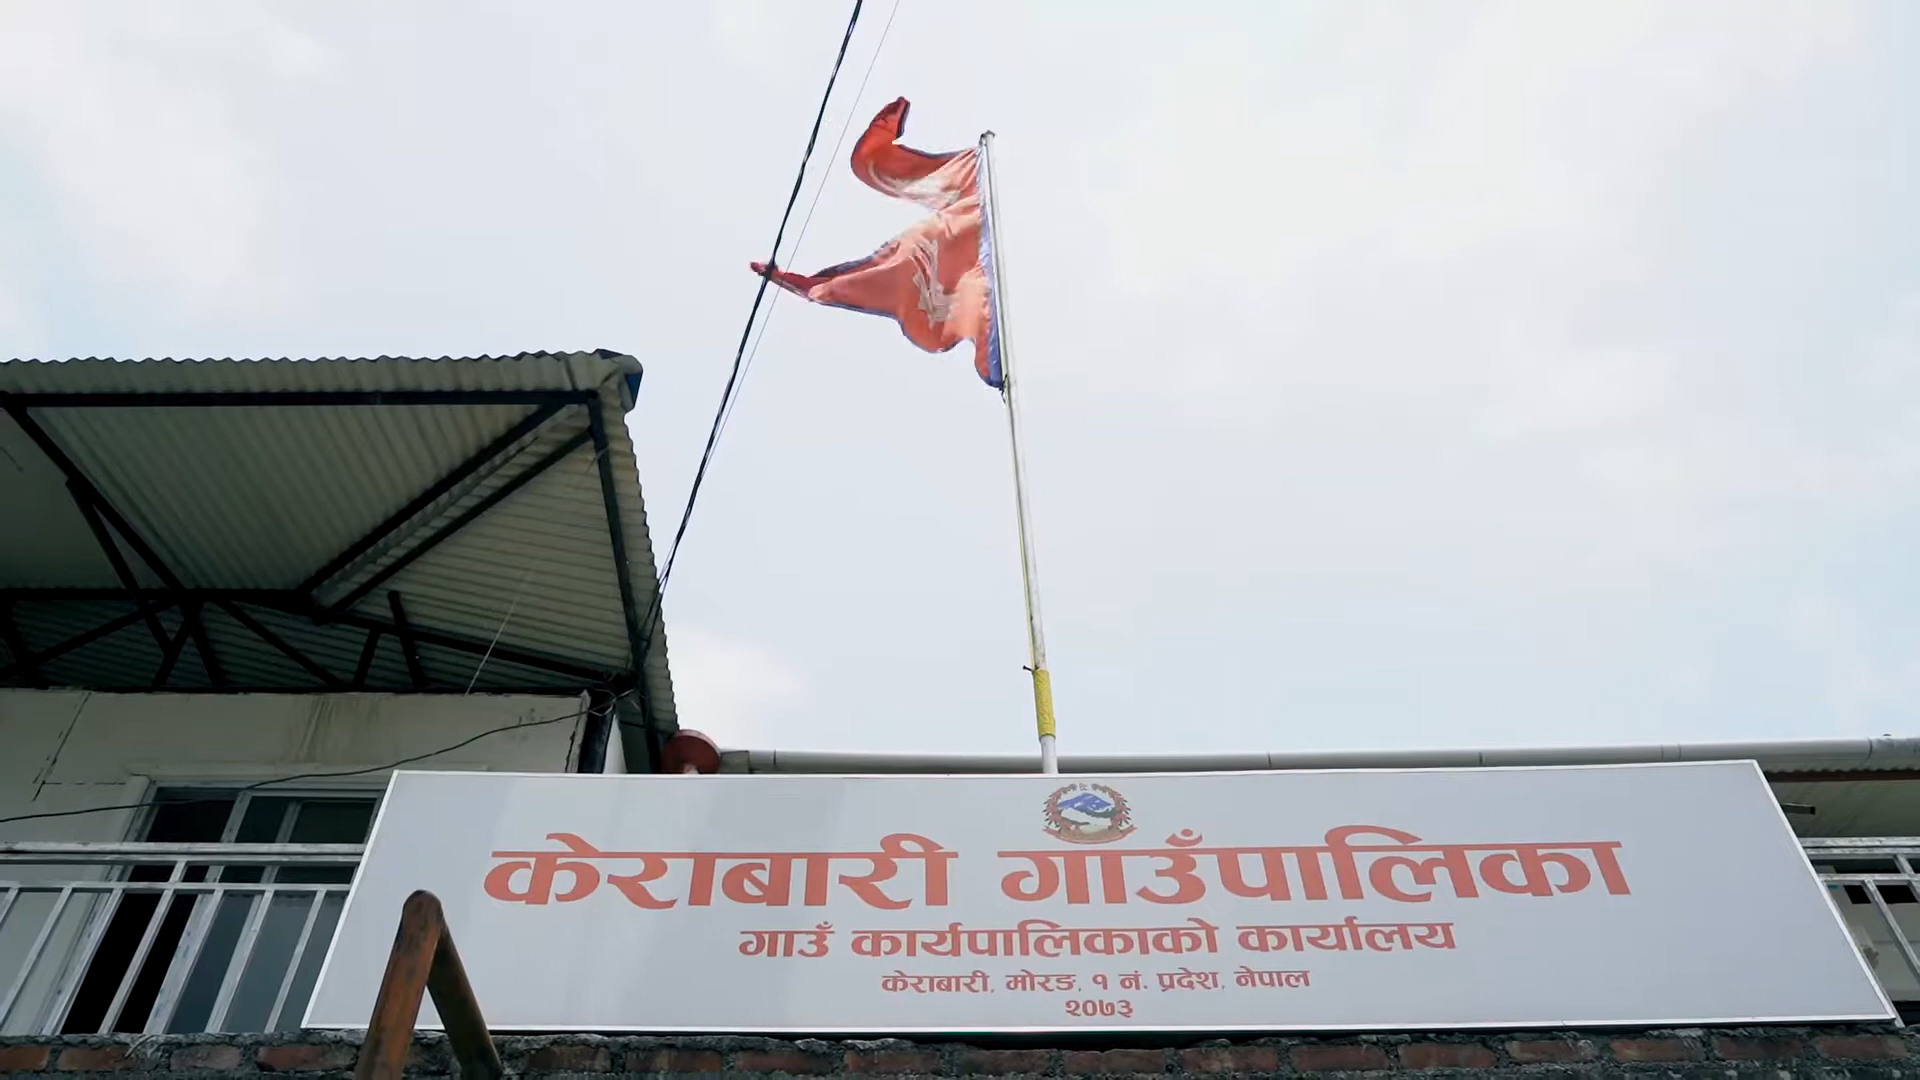 केराबारी गाउँपालिका
गाउँ कार्यपालिकाको कार्यालय
केराबारी, मोरङ, १ नं. प्रदेश, नेपाल
२०७३